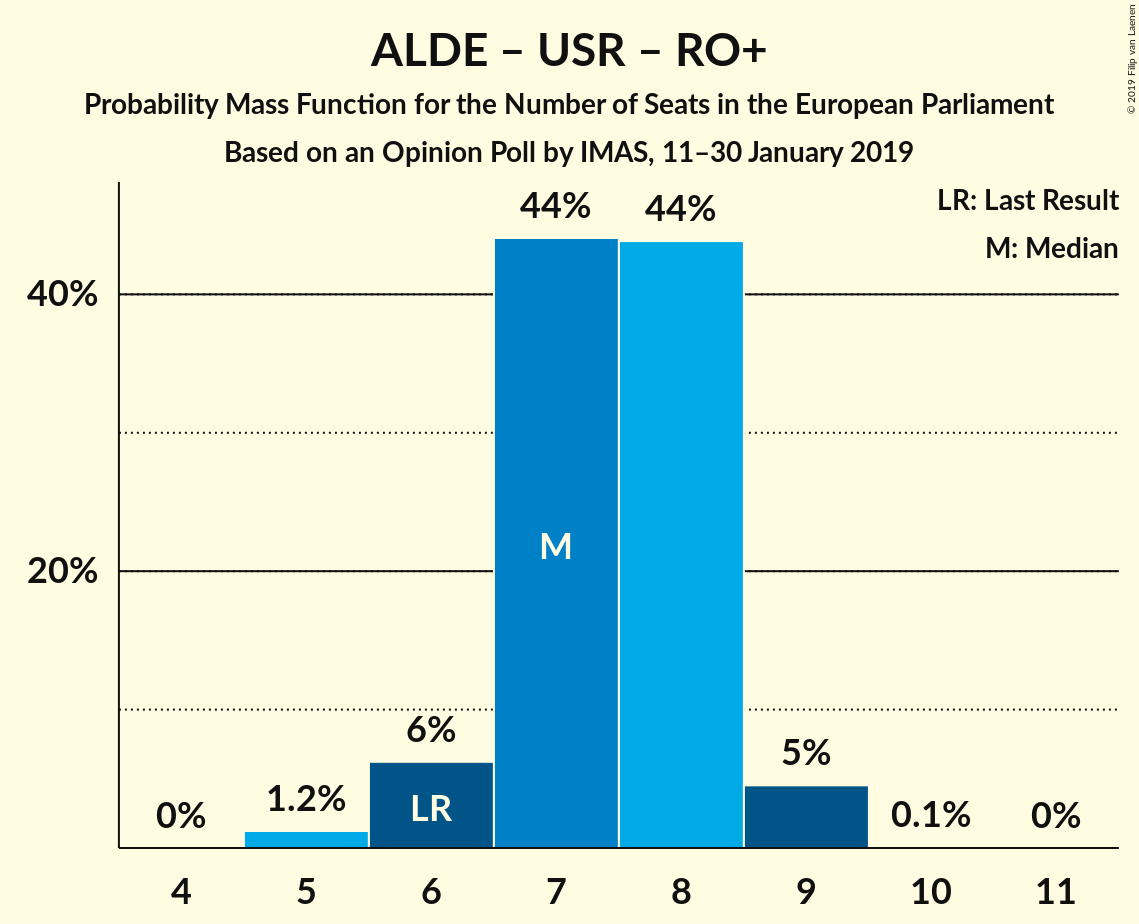 ALDE – USR – RO+
Probability Mass Function for the Number of Seats in the European Parliament
Based on an Opinion Poll by IMAS, 11–30 January 2019
© 2019 Filip van Laenen
LR: Last Result
M: Median
40%
20%
0%
1.2%
6%
44%
44%
5%
0.1%
0%
LR
M
4 5 6 7 8 9 10 11